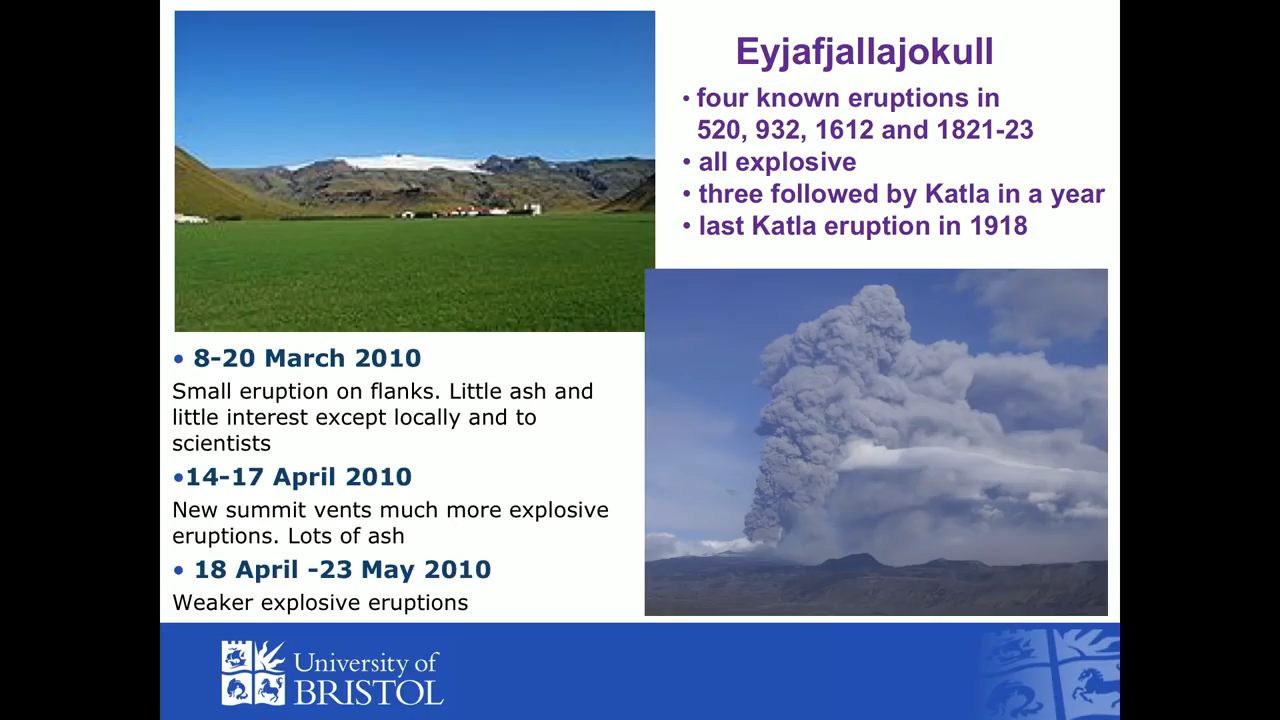 Eyjafjallajokull
• four known eruptions in
520, 932, 1612 and 1821-23
• all explosive
• three followed by Katla in a year
• last Katla eruption in 1918
• 8-20 March 2010
Small eruption on flanks. Little ash and
little interest except locally and to
scientists
•14-17 April 2010
New summit vents much more explosive
eruptions. Lots of ash
• 18 April -23 May 2010
Weaker explosive eruptions
University of
BRISTOL